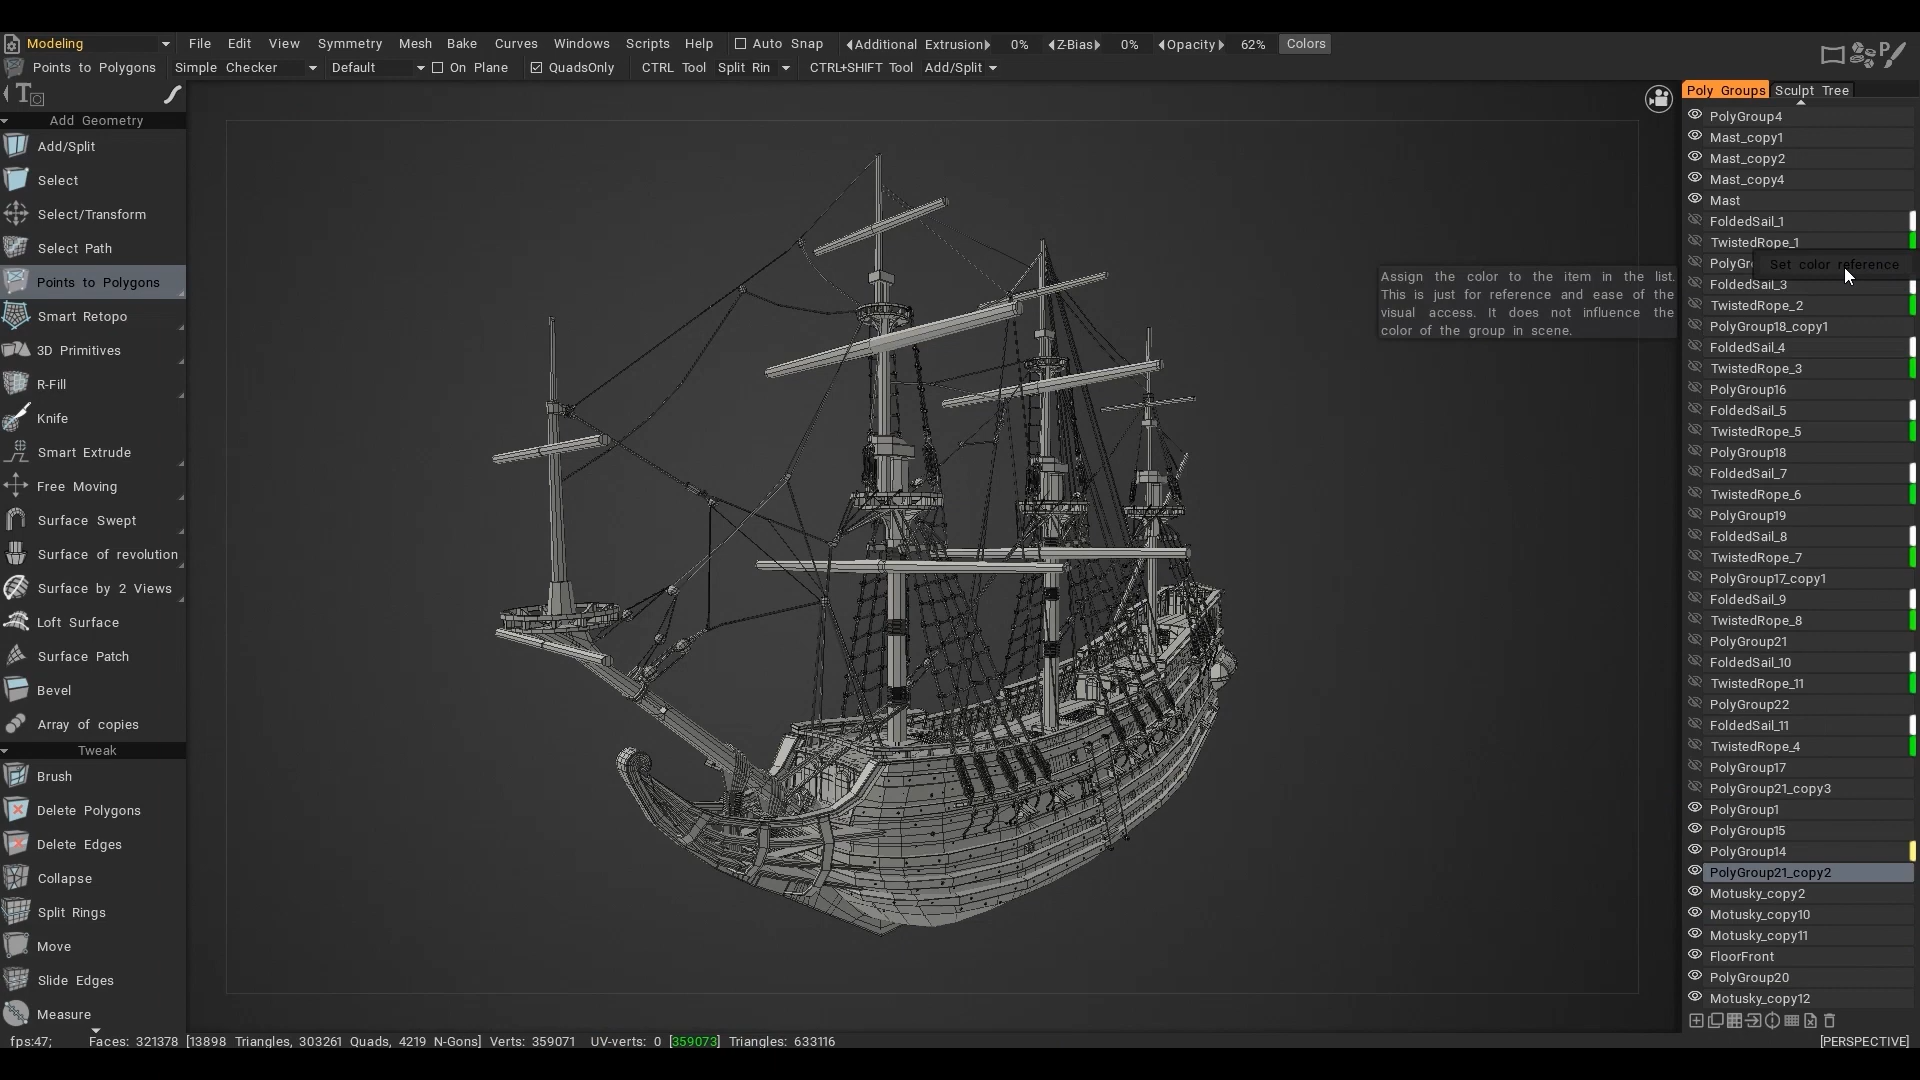 Modeling File Edit View Symmetry Mesh Bake Curves Windows Scripts Help Auto Snap Additional Extrusion 0% Z-Bias 0% Opacity 62% Colors
Points to Polygons Simple Checker Default On Plane QuadsOnly CTRL Tool Split Rin CTRL+SHIFT Tool Add/Split
Add Geometry
Add/Split
Select
Select/Transform
Select Path
Points to Polygons
Smart Retopo
3D Primitives
R-Fill
Knife
Smart Extrude
Free Moving
Surface Swept
Surface of revolution
Surface by 2 Views
Loft Surface
Surface Patch
Bevel
Array of copies
Tweak
Brush
Delete Polygons
Delete Edges
Collapse
Split Rings
Move
Slide Edges
Measure
Assign the color to the item in the list.
This is just for reference and ease of the
visual access. It does not influence the
color of the group in scene.
Poly Groups Sculpt Tree
PolyGroup4
Mast_copy1
Mast_copy2
Mast_copy4
Mast
FoldedSail_1
TwistedRope_1
PolyGro
Set color reference
FoldedSail_3
TwistedRope_2
PolyGroup18_copy1
FoldedSail_4
TwistedRope_3
PolyGroup16
FoldedSail_5
TwistedRope_5
PolyGroup18
FoldedSail_7
TwistedRope_6
PolyGroup19
FoldedSail_8
TwistedRope_7
PolyGroup17_copy1
FoldedSail_9
TwistedRope_8
PolyGroup21
FoldedSail_10
TwistedRope_11
PolyGroup22
FoldedSail_11
TwistedRope_4
PolyGroup17
PolyGroup21_copy3
PolyGroup1
PolyGroup15
PolyGroup14
PolyGroup21_copy2
Motusky_copy2
Motusky_copy10
Motusky_copy11
FloorFront
PolyGroup20
Motusky_copy12
fps:47; Faces: 321378 [13898 Triangles, 303261 Quads, 4219 N-Gons] Verts: 359071 UV-verts: 0 [359073] Triangles: 633116 [PERSPECTIVE]